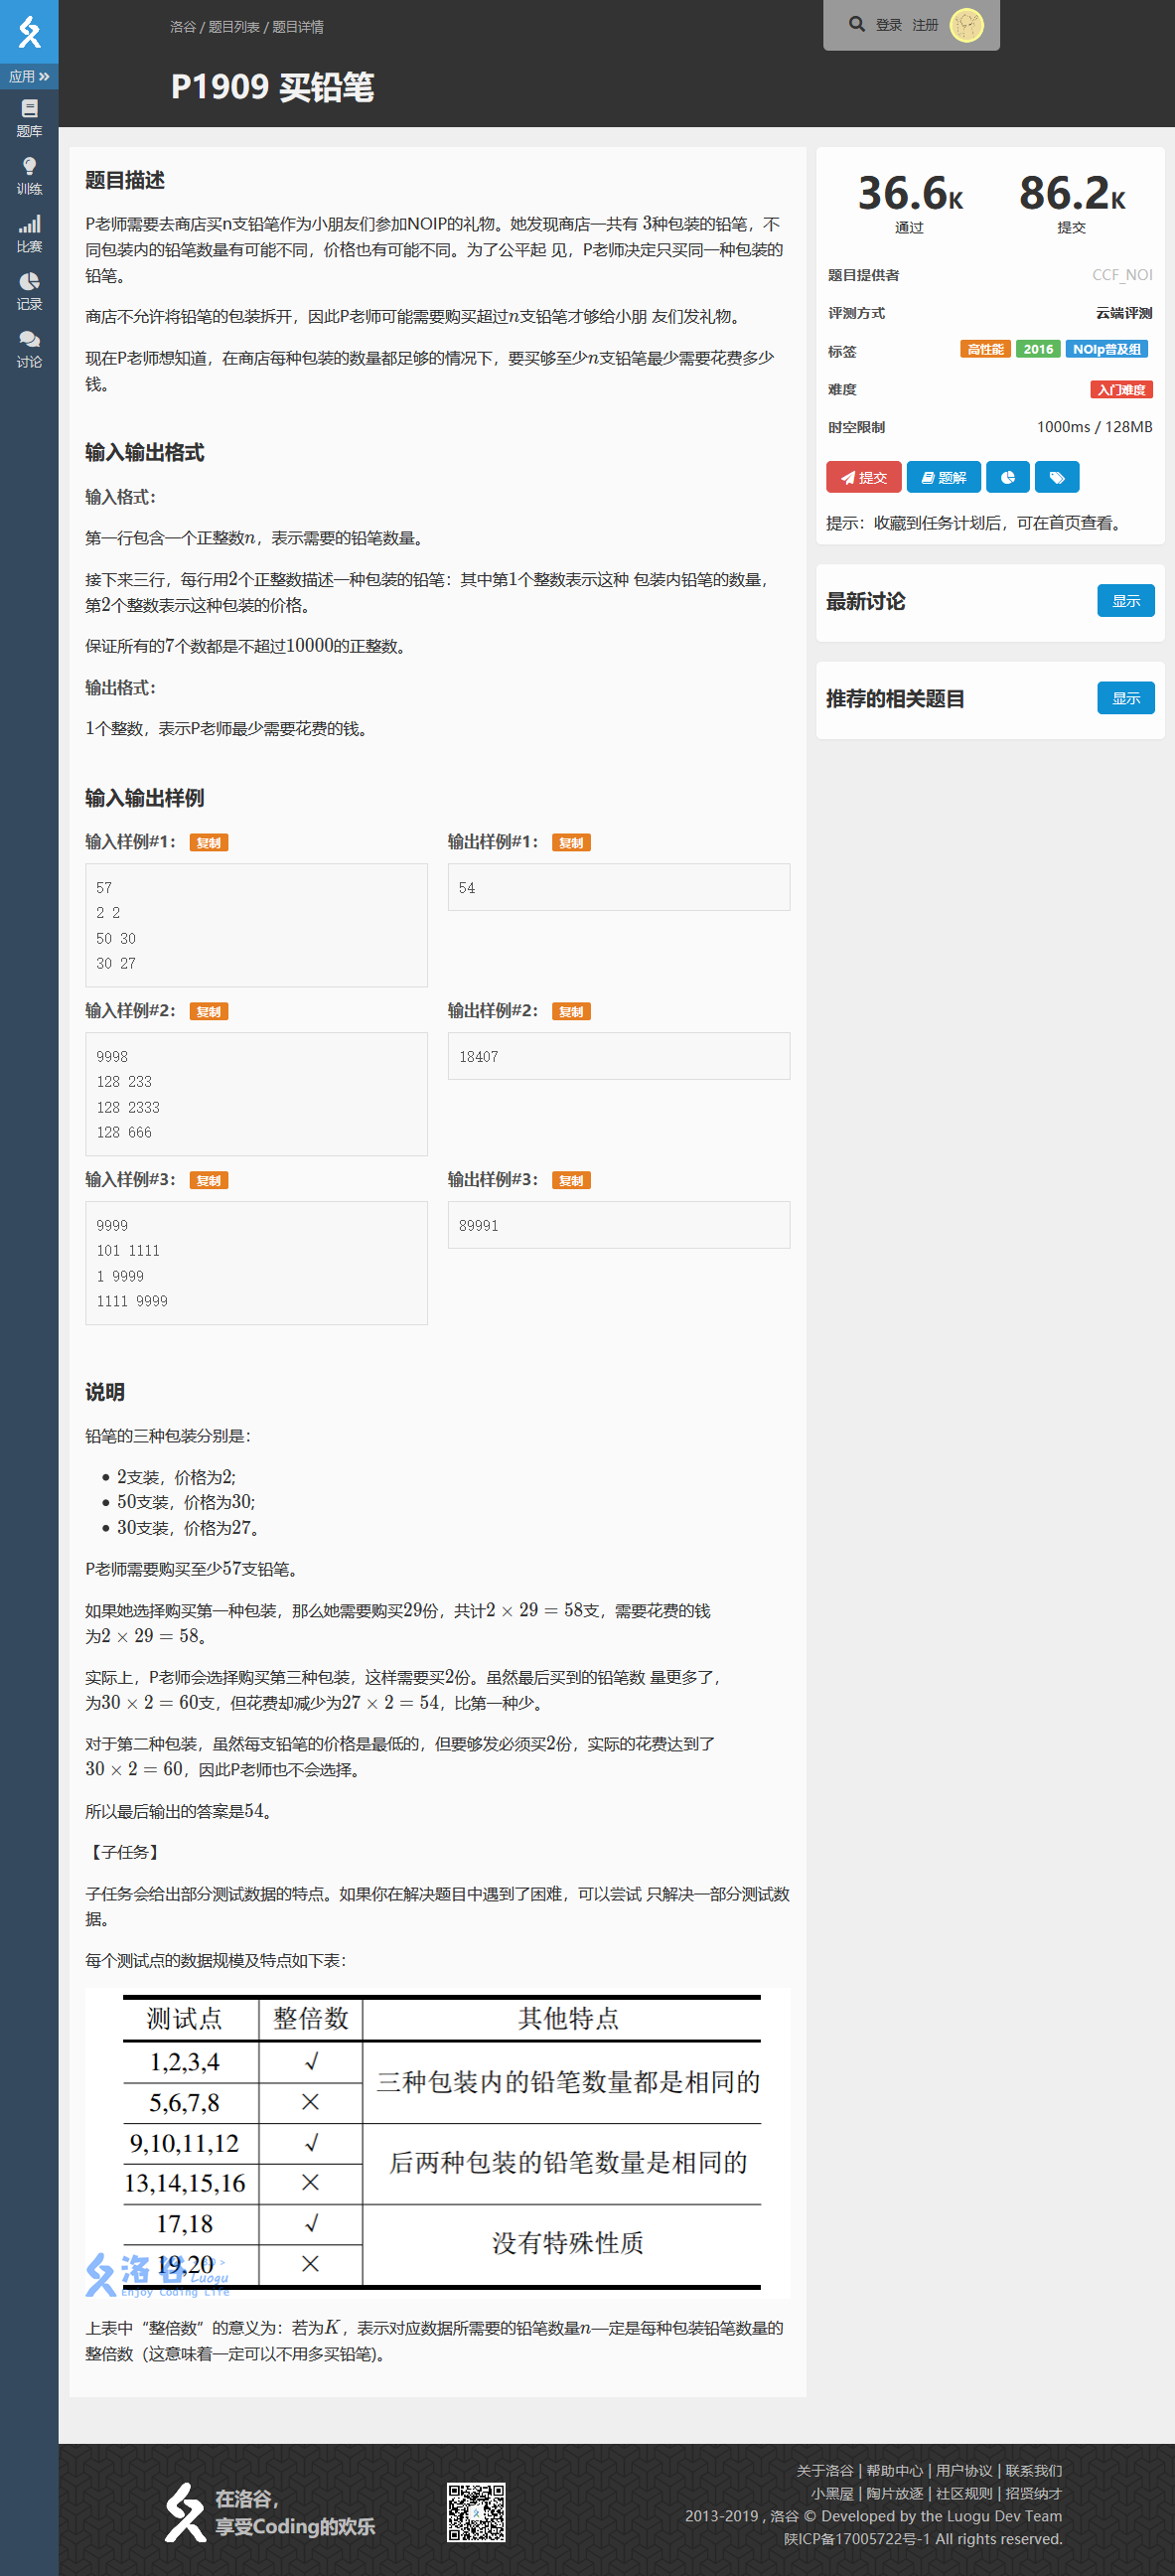 洛谷 / 题目列表 / 题目详情
登录 注册
P1909 买铅笔
应用
题库
训练
比赛
记录
讨论
题目描述
P老师需要去商店买n支铅笔作为小朋友们参加NOIP的礼物。她发现商店一共有 3种包装的铅笔，不
同包装内的铅笔数量有可能不同，价格也有可能不同。为了公平起 见，P老师决定只买同一种包装的
铅笔。
商店不允许将铅笔的包装拆开，因此P老师可能需要购买超过n支铅笔才够给小朋 友们发礼物。
现在P老师想知道，在商店每种包装的数量都足够的情况下，要买够至少n支铅笔最少需要花费多少
钱。
输入输出格式
输入格式：
第一行包含一个正整数n，表示需要的铅笔数量。
接下来三行，每行用2个正整数描述一种包装的铅笔：其中第1个整数表示这种 包装内铅笔的数量，
第2个整数表示这种包装的价格。
保证所有的7个数都是不超过10000的正整数。
输出格式：
1个整数，表示P老师最少需要花费的钱。
输入输出样例
输入样例#1： 复制
57
2 2
50 30
30 27
输出样例#1： 复制
54
输入样例#2： 复制
9998
128 233
128 2333
128 666
输出样例#2： 复制
18407
输入样例#3： 复制
9999
101 1111
1 9999
1111 9999
输出样例#3： 复制
89991
说明
铅笔的三种包装分别是：
• 2支装，价格为2;
• 50支装，价格为30;
• 30支装，价格为27。
P老师需要购买至少57支铅笔。
如果她选择购买第一种包装，那么她需要购买29份，共计2 × 29 = 58支，需要花费的钱
为2 × 29 = 58。
实际上，P老师会选择购买第三种包装，这样需要买2份。虽然最后买到的铅笔数 量更多了，
为30 × 2 = 60支，但花费却减少为27 × 2 = 54，比第一种少。
对于第二种包装，虽然每支铅笔的价格是最低的，但要够发必须买2份，实际的花费达到了
30 × 2 = 60，因此P老师也不会选择。
所以最后输出的答案是54。
【子任务】
子任务会给出部分测试数据的特点。如果你在解决题目中遇到了困难，可以尝试 只解决一部分测试数
据。
每个测试点的数据规模及特点如下表：
测试点 整倍数 其他特点
1,2,3,4 √ 三种包装内的铅笔数量都是相同的
5,6,7,8 ×
9,10,11,12 √ 后两种包装的铅笔数量是相同的
13,14,15,16 ×
17,18 √ 没有特殊性质
19,20 ×
洛谷 Luogu
Enjoy Coding Life
上表中“整倍数”的意义为：若为K，表示对应数据所需要的铅笔数量n—定是每种包装铅笔数量的
整倍数（这意味着一定可以不用多买铅笔)。
36.6K
通过
86.2K
提交
题目提供者 CCF_NOI
评测方式 云端评测
标签 高性能 2016 NOIp普及组
难度 入门难度
时空限制 1000ms / 128MB
提交 题解
提示：收藏到任务计划后，可在首页查看。
最新讨论 显示
推荐的相关题目 显示
在洛谷，
享受Coding的欢乐
关于洛谷 | 帮助中心 | 用户协议 | 联系我们
小黑屋 | 陶片放逐 | 社区规则 | 招贤纳才
2013-2019 , 洛谷 © Developed by the Luogu Dev Team
陕ICP备17005722号-1 All rights reserved.